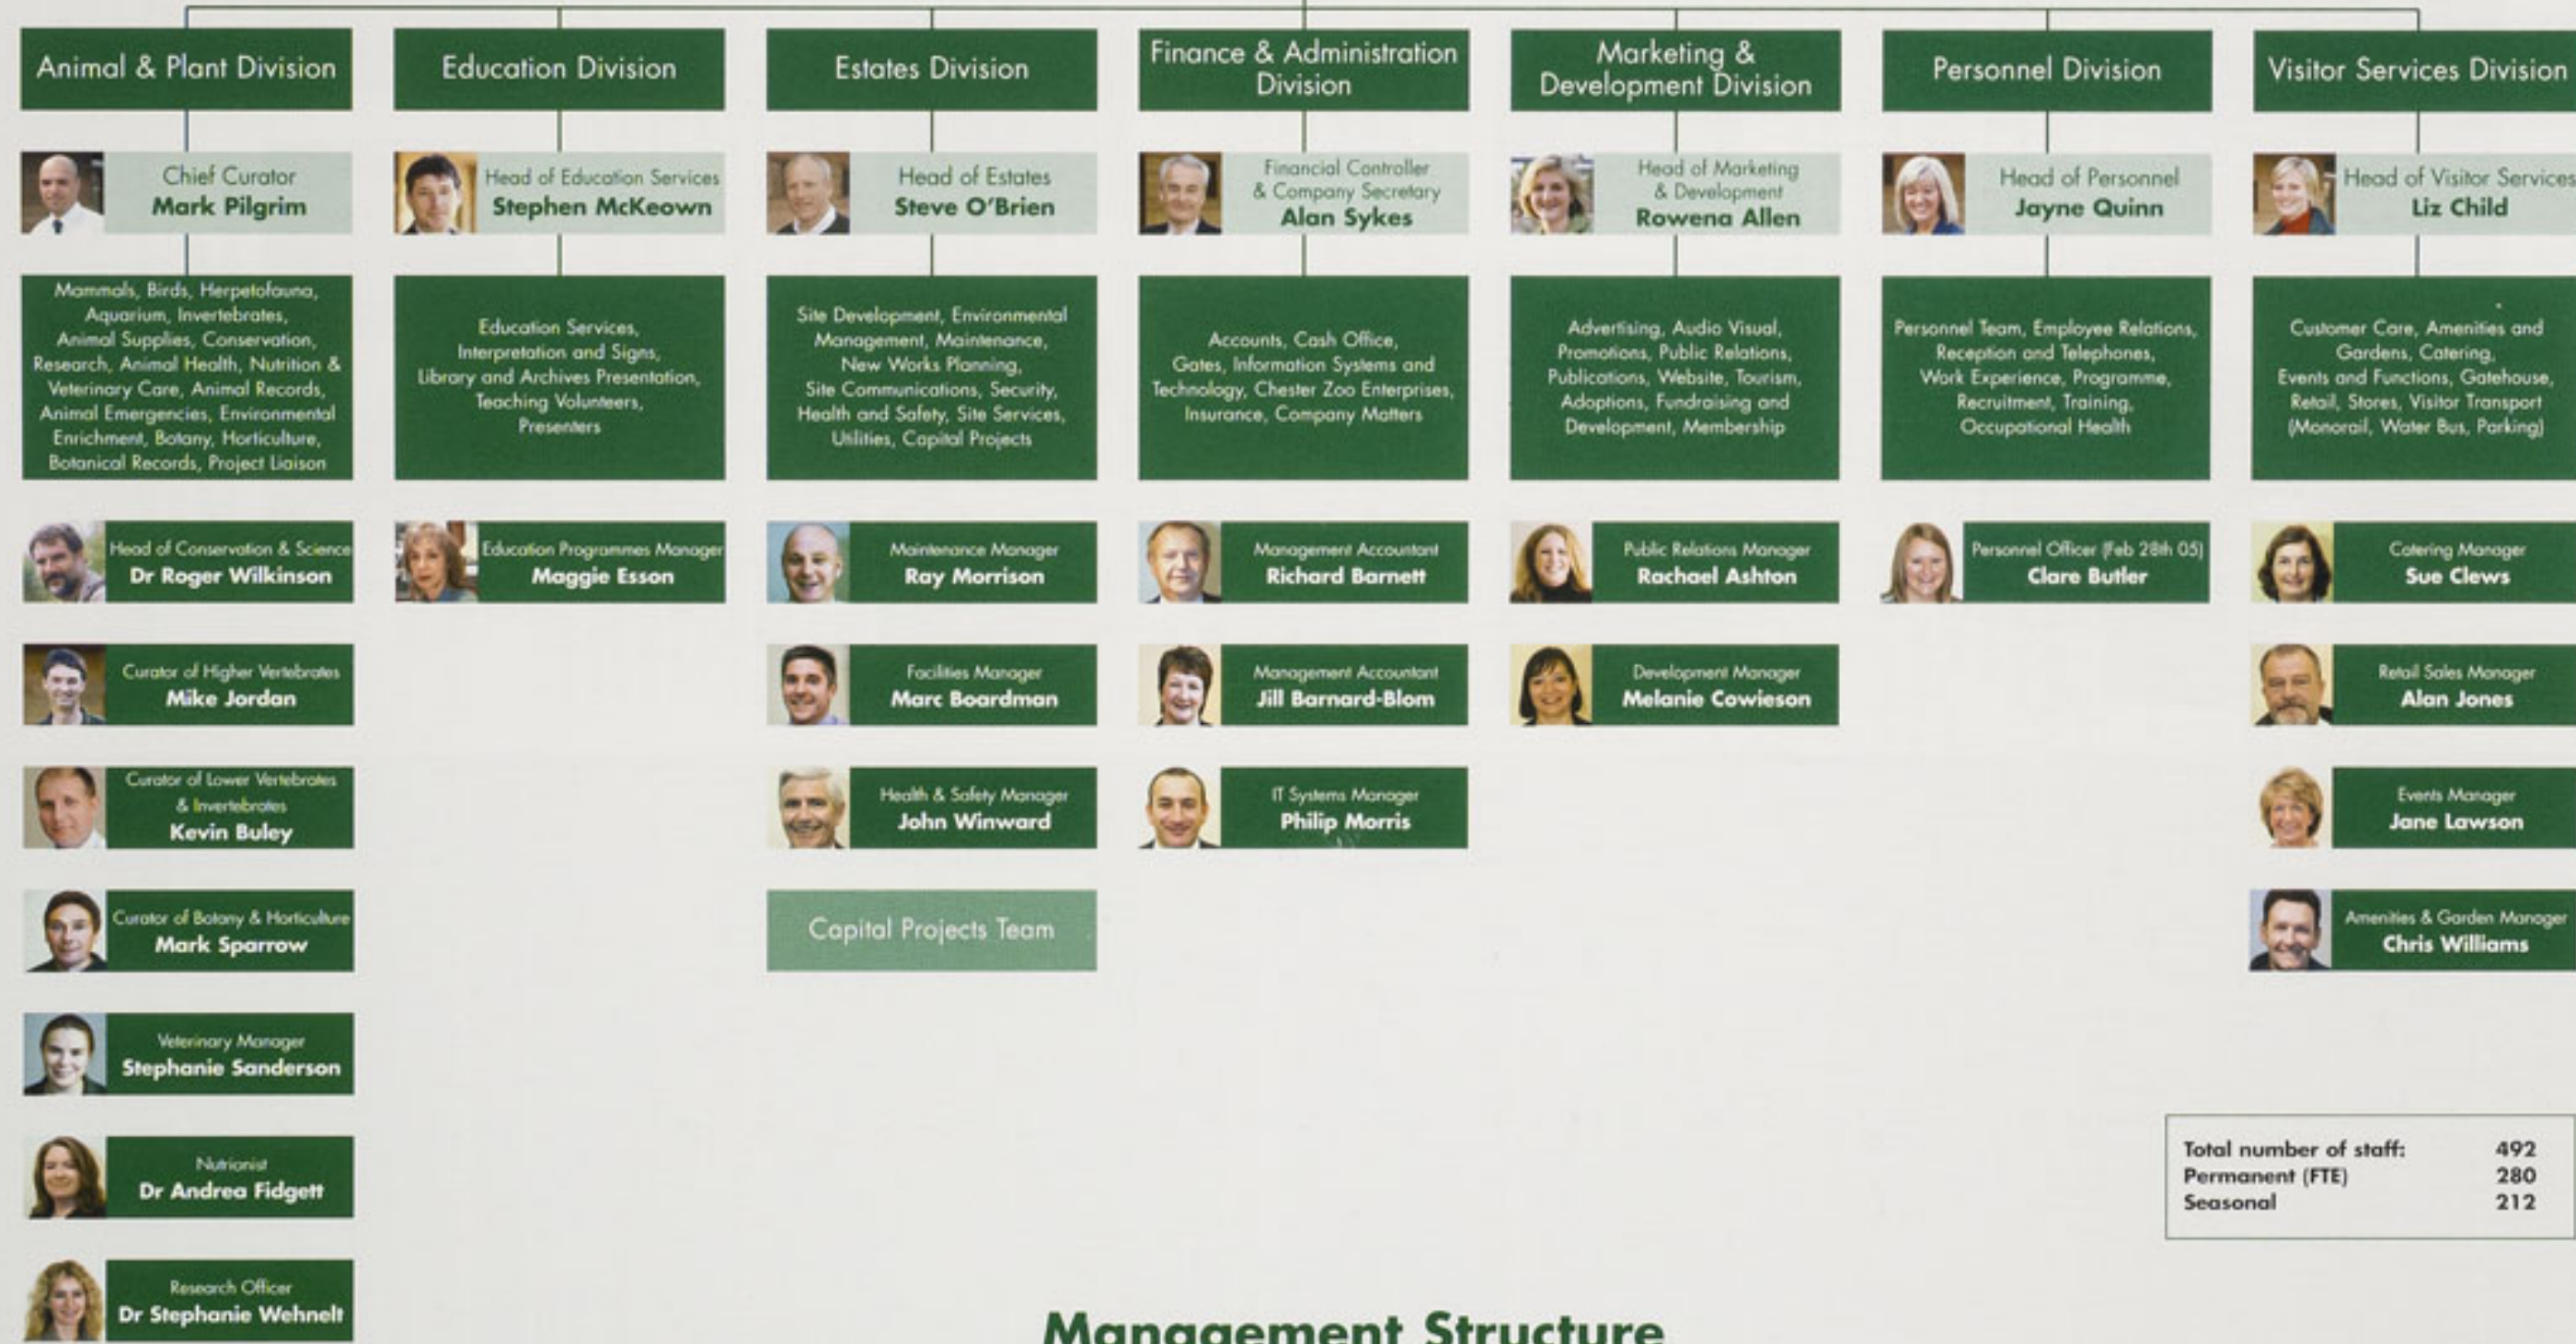 Animal & Plant Division
Chief Curator
Mark Pilgrim
Mammals, Birds, Herpetofauna,
Aquarium, Invertebrates,
Animal Supplies, Conservation,
Research, Animal Health, Nutrition &
Veterinary Care, Animal Records,
Animal Emergencies, Environmental
Enrichment, Botany, Horticulture,
Botanical Records, Project Liaison
Head of Conservation & Science
Dr Roger Wilkinson
Curator of Higher Vertebrates
Mike Jordan
Curator of Lower Vertebrates
& Invertebrates
Kevin Buley
Curator of Botany & Horticulture
Mark Sparrow
Veterinary Manager
Stephanie Sanderson
Nutrionist
Dr Andrea Fidgett
Research Officer
Dr Stephanie Wehnelt
Education Division
Head of Education Services
Stephen McKeown
Education Services,
Interpretation and Signs,
Library and Archives Presentation,
Teaching Volunteers,
Presenters
Education Programmes Manager
Maggie Esson
Estates Division
Head of Estates
Steve O'Brien
Site Development, Environmental
Management, Maintenance,
New Works Planning,
Site Communications, Security,
Health and Safety, Site Services,
Utilities, Capital Projects
Maintenance Manager
Ray Morrison
Facilities Manager
Marc Boardman
Health & Safety Manager
John Winward
Capital Projects Team
Finance & Administration
Division
Financial Controller
& Company Secretary
Alan Sykes
Accounts, Cash Office,
Gates, Information Systems and
Technology, Chester Zoo Enterprises,
Insurance, Company Matters
Management Accountant
Richard Barnett
Management Accountant
Jill Barnard-Blom
IT Systems Manager
Philip Morris
Marketing &
Development Division
Head of Marketing
& Development
Rowena Allen
Advertising, Audio Visual,
Promotions, Public Relations,
Publications, Website, Tourism,
Adoptions, Fundraising and
Development, Membership
Public Relations Manager
Rachael Ashton
Development Manager
Melanie Cowieson
Personnel Division
Head of Personnel
Jayne Quinn
Personnel Team, Employee Relations,
Reception and Telephones,
Work Experience, Programme,
Recruitment, Training,
Occupational Health
Personnel Officer (Feb 28th 05)
Clare Butler
Visitor Services Division
Head of Visitor Services
Liz Child
Customer Care, Amenities and
Gardens, Catering,
Events and Functions, Gatehouse,
Retail, Stores, Visitor Transport
(Monorail, Water Bus, Parking)
Catering Manager
Sue Clews
Retail Sales Manager
Alan Jones
Events Manager
Jane Lawson
Amenities & Garden Manager
Chris Williams
Total number of staff: 492
Permanent (FTE) 280
Seasonal 212
Management Structure